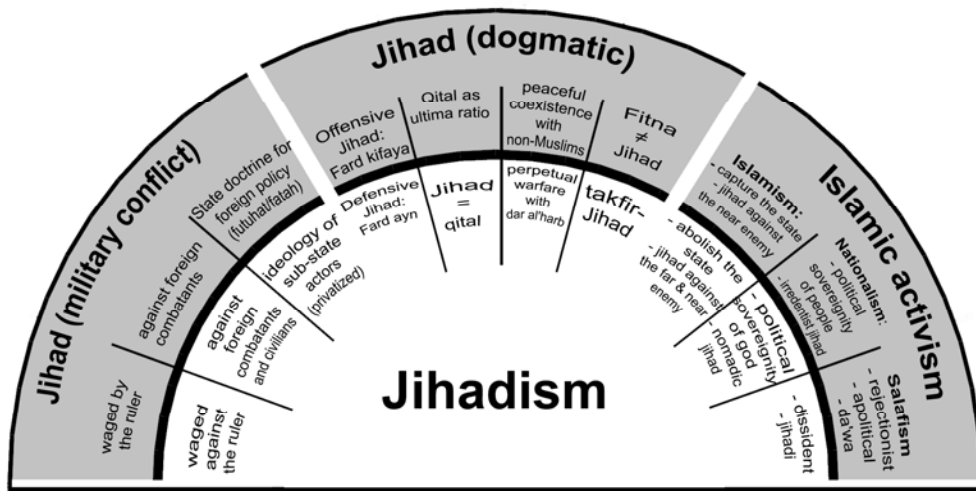 Jihad (military conflict)
Jihad (dogmatic)
Islamic activism
waged by
the ruler
against foreign
combatants
State doctrine for
foreign policy
(futuhat/fatah)
Offensive
Jihad:
Fard kifaya
Qital as
ultima ratio
peaceful
coexistence
with
non-Muslims
Fitna
≠
Jihad
Islamism:
- capture the state
- jihad against
the near enemy
Nationalism:
- political
sovereignity
of people
- irredentist jihad
Salafism
- rejectionist
- apolitical
- da'wa
waged
against
the ruler
against
foreign
combatants
and civilians
ideology of
sub-state
actors
(privatized)
Defensive
Jihad:
Fard ayn
Jihad
=
qital
perpetual
warfare
with
dar al'harb
takfir-
Jihad
- abolish the
state
- jihad against
the far & near
enemy
- political
sovereignity
of god
- nomadic
jihad
- dissident
- jihadi
Jihadism